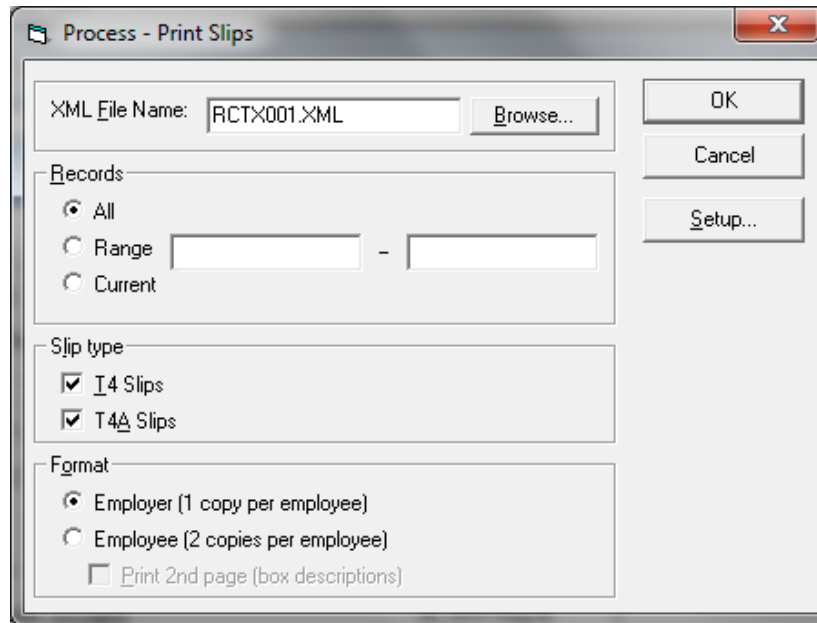 Process - Print Slips
XML File Name: RCTX001.XML Browse...
OK
Cancel
Setup...
Records
All
Range –
Current
Slip type
T4 Slips
T4A Slips
Format
Employer (1 copy per employee)
Employee (2 copies per employee)
Print 2nd page (box descriptions)